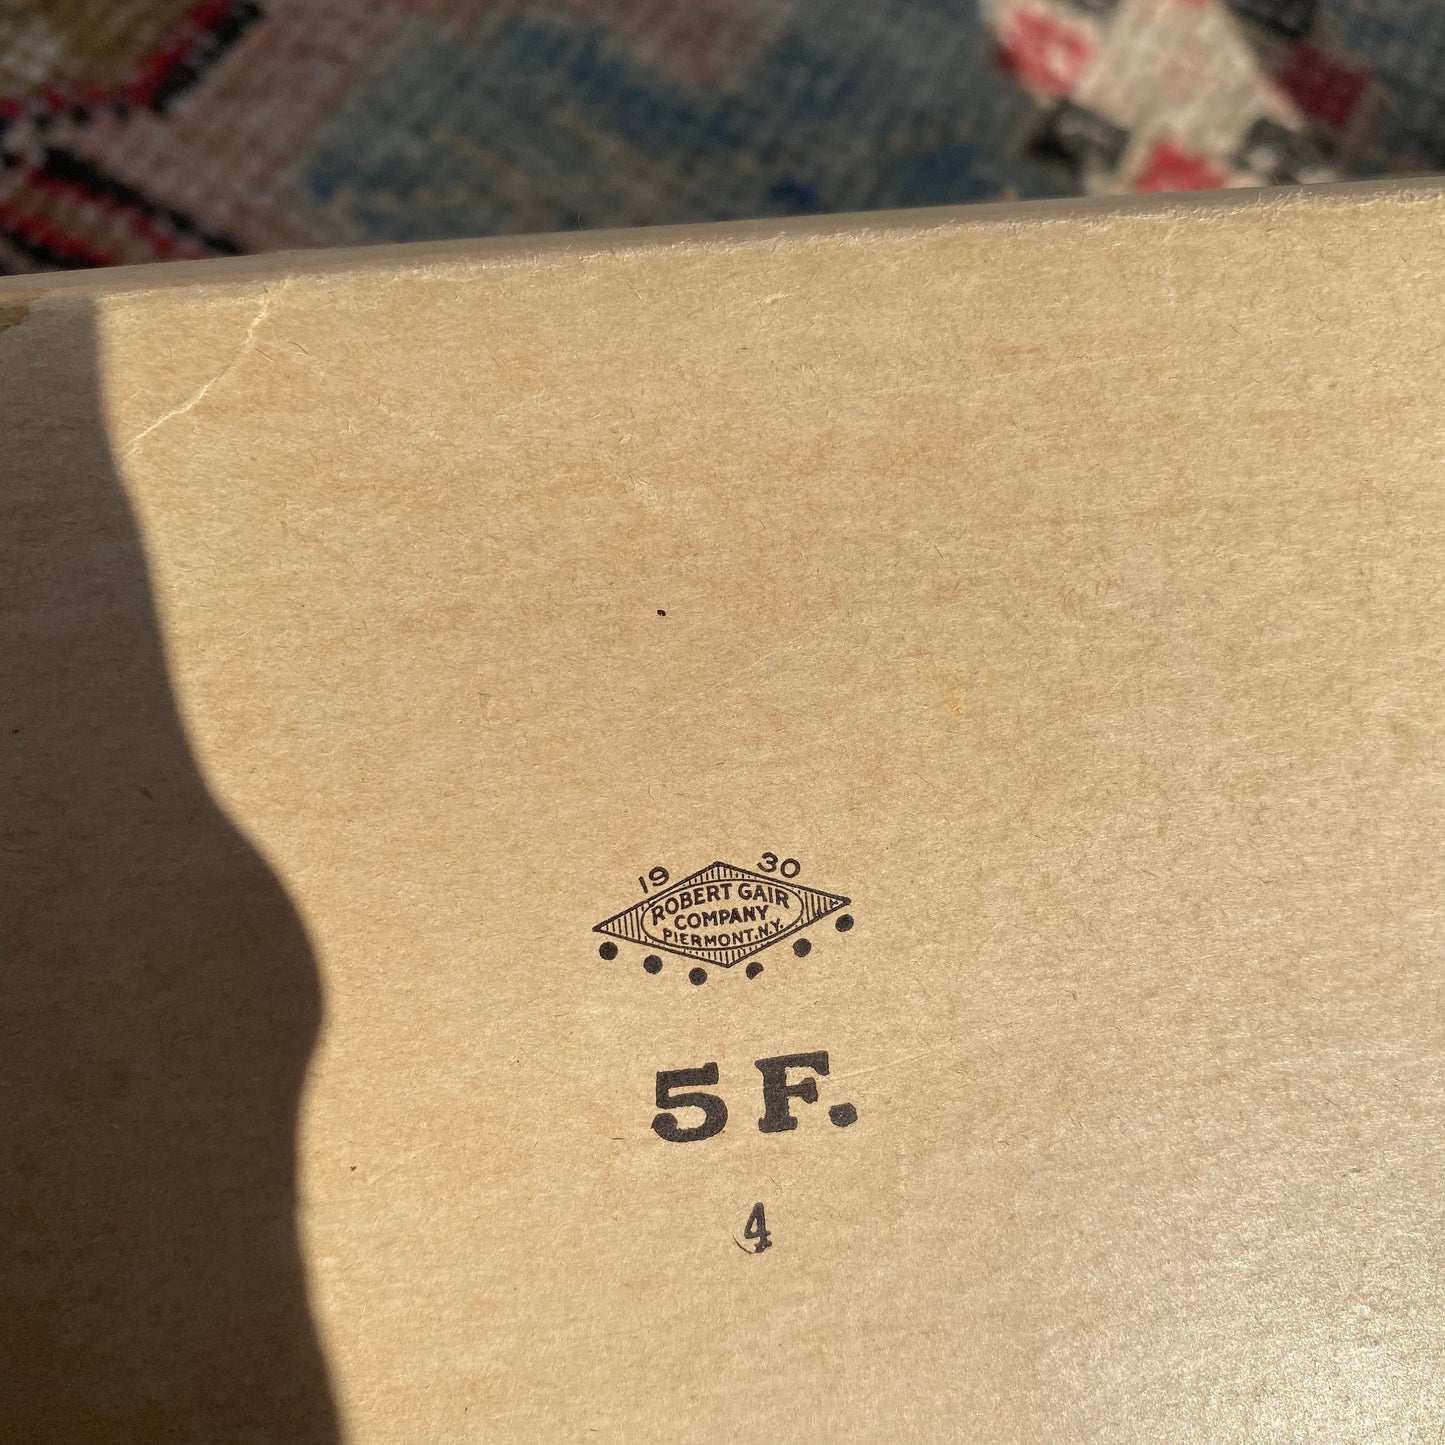 19 30
ROBERT GAIR
COMPANY
PIERMONT.N.Y.
5 F.
4